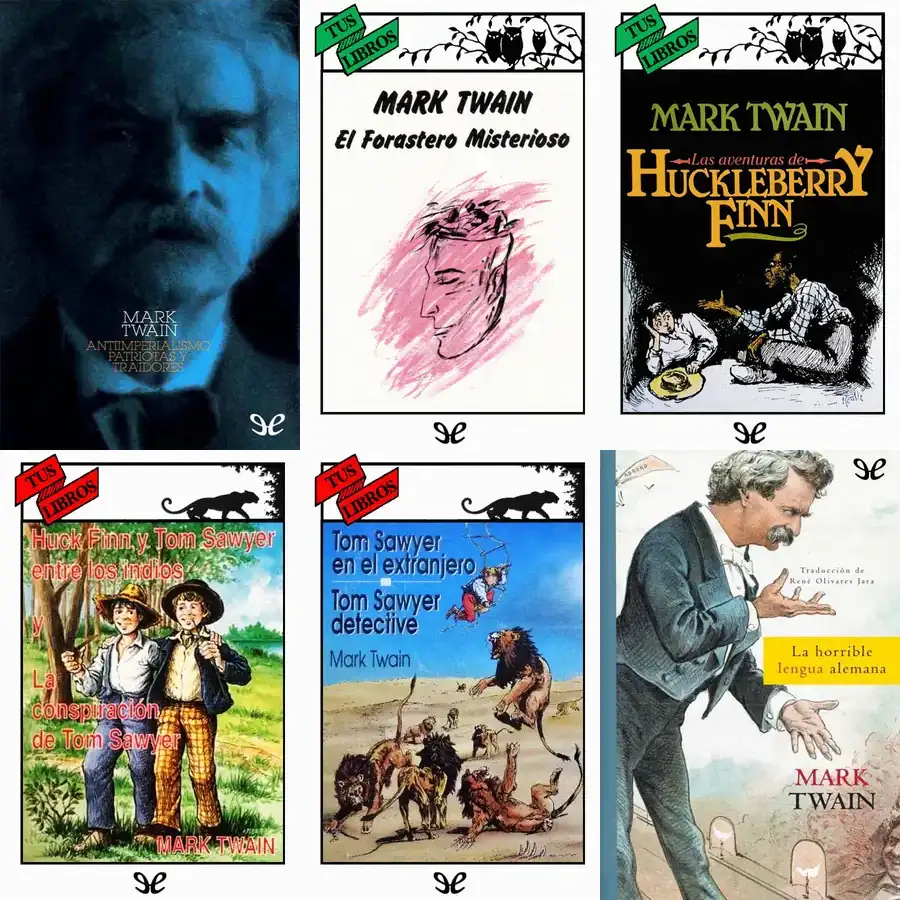 MARK
TWAIN
ANTIIMPERIALISMO
PATRIOTAS Y
TRAIDORES
TUS
LIBROS
MARK TWAIN
El Forastero Misterioso
TUS
LIBROS
MARK TWAIN
Las aventuras de
HUCKLEBERRY
FINN
TUS
LIBROS
Huck Finn y Tom Sawyer
entre los indios
y
La
conspiración
de Tom Sawyer
MARK TWAIN
TUS
LIBROS
Tom Sawyer
en el extranjero
Tom Sawyer
detective
Mark Twain
ABROAD
Traducción de
René Olivares Jara
La horrible
lengua alemana
MARK
TWAIN